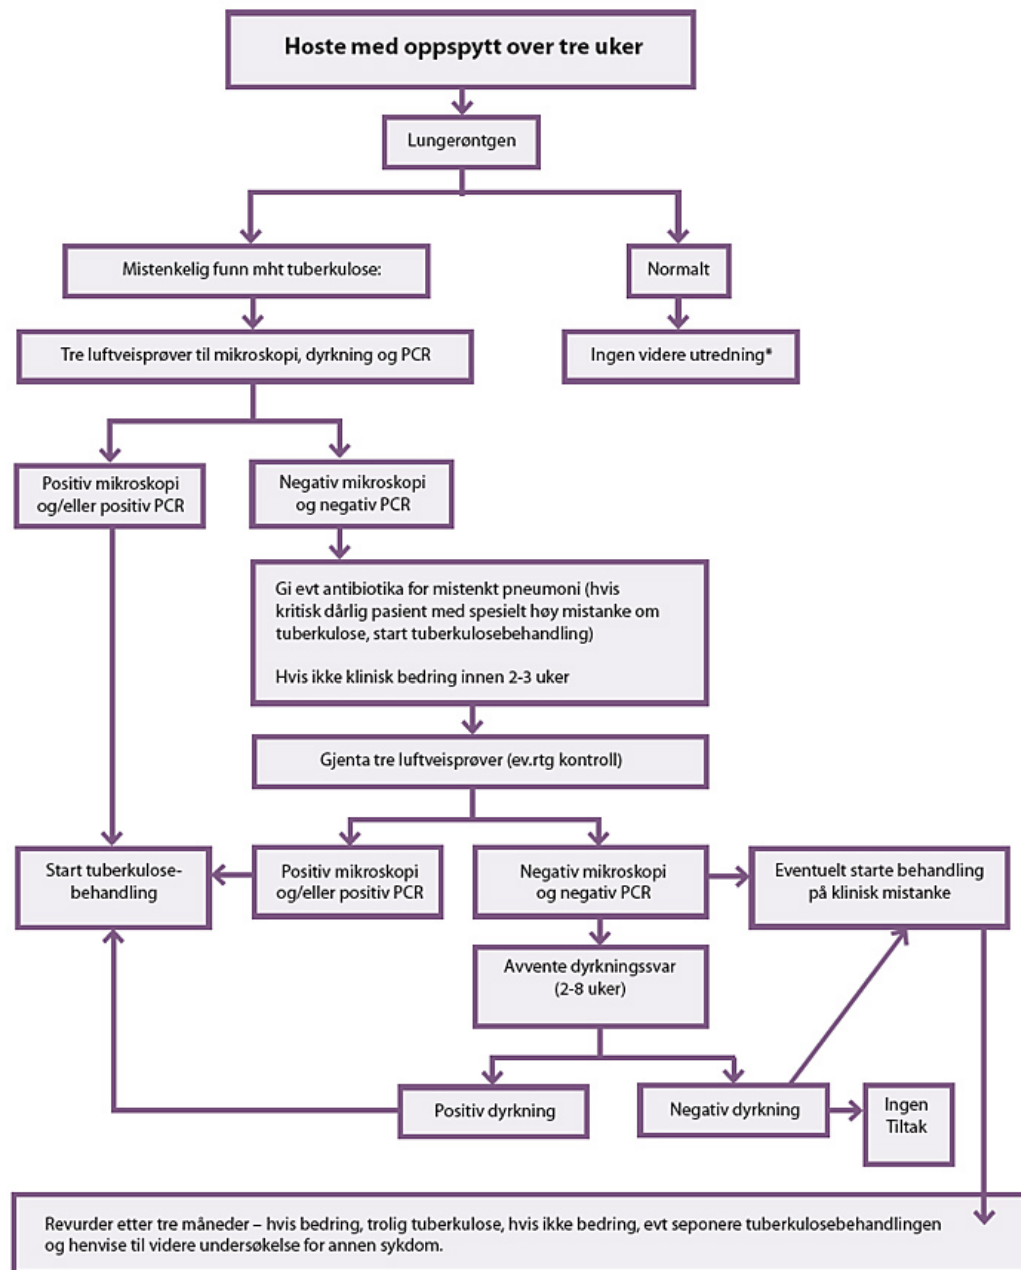 Hoste med oppspytt over tre uker
Lungerøntgen
Mistenkelig funn mht tuberkulose:
Normalt
Tre luftveisprøver til mikroskopi, dyrkning og PCR
Ingen videre utredning*
Positiv mikroskopi
og/eller positiv PCR
Negativ mikroskopi
og negativ PCR
Gi evt antibiotika for mistenkt pneumoni (hvis
kritisk dårlig pasient med spesielt høy mistanke om
tuberkulose, start tuberkulosebehandling)
Hvis ikke klinisk bedring innen 2-3 uker
Gjenta tre luftveisprøver (ev.rtg kontroll)
Start tuberkulose-
behandling
Positiv mikroskopi
og/eller positiv PCR
Negativ mikroskopi
og negativ PCR
Eventuelt starte behandling
på klinisk mistanke
Avvente dyrkningssvar
(2-8 uker)
Positiv dyrkning
Negativ dyrkning
Ingen
Tiltak
Revurder etter tre måneder – hvis bedring, trolig tuberkulose, hvis ikke bedring, evt seponere tuberkulosebehandlingen
og henvise til videre undersøkelse for annen sykdom.